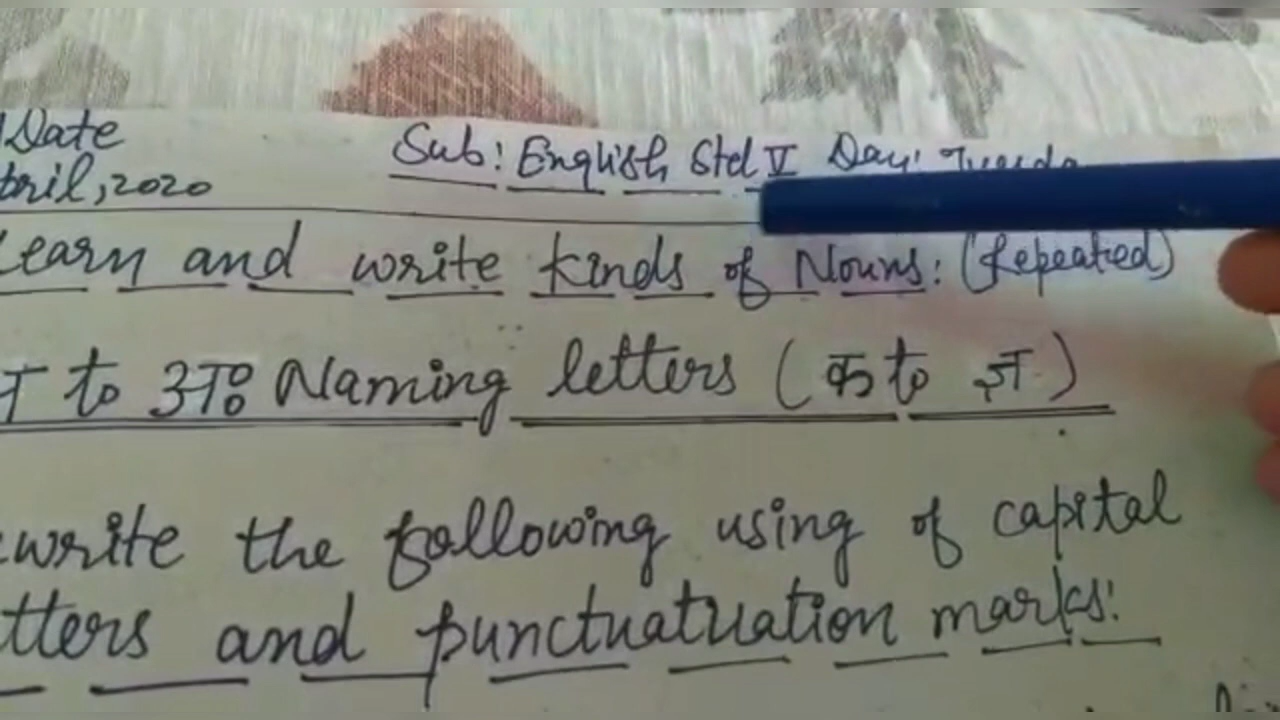 Date
Sub: English Std V Day:
pril, 2020
Learn and write kinds of Nouns: (Repeated)
to अः Naming letters (क to ज्ञ)
write the following using of capital
tters and punctuatuation marks: